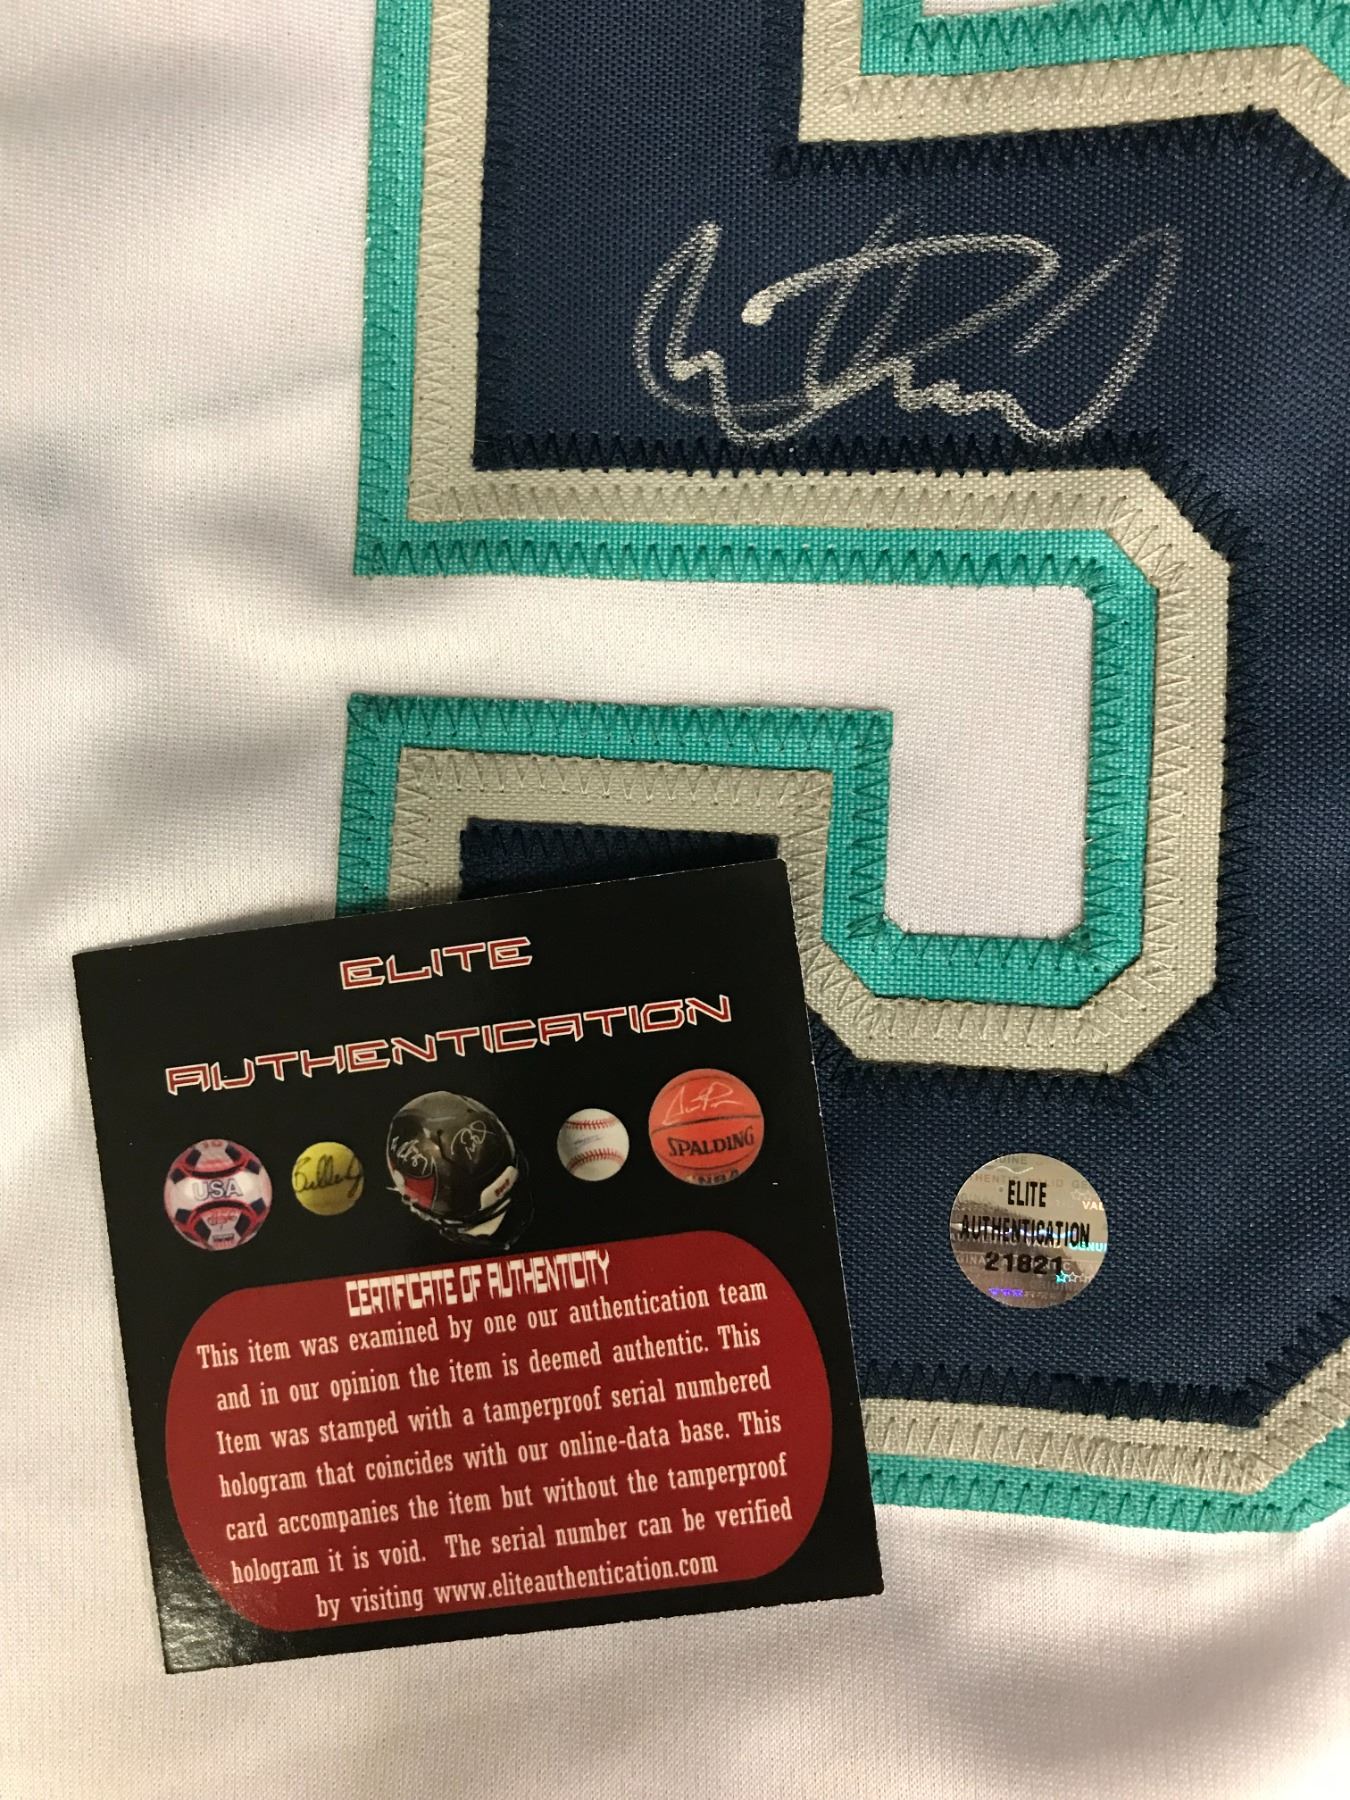 ELITE
AUTHENTICATION
USA
SPALDING
NBA
CERTIFICATE OF AUTHENTICITY
This item was examined by one our authentication team
and in our opinion the item is deemed authentic. This
Item was stamped with a tamperproof serial numbered
hologram that coincides with our online-data base. This
card accompanies the item but without the tamperproof
hologram it is void. The serial number can be verified
by visiting www.eliteauthentication.com
ELITE
AUTHENTICATION
21821